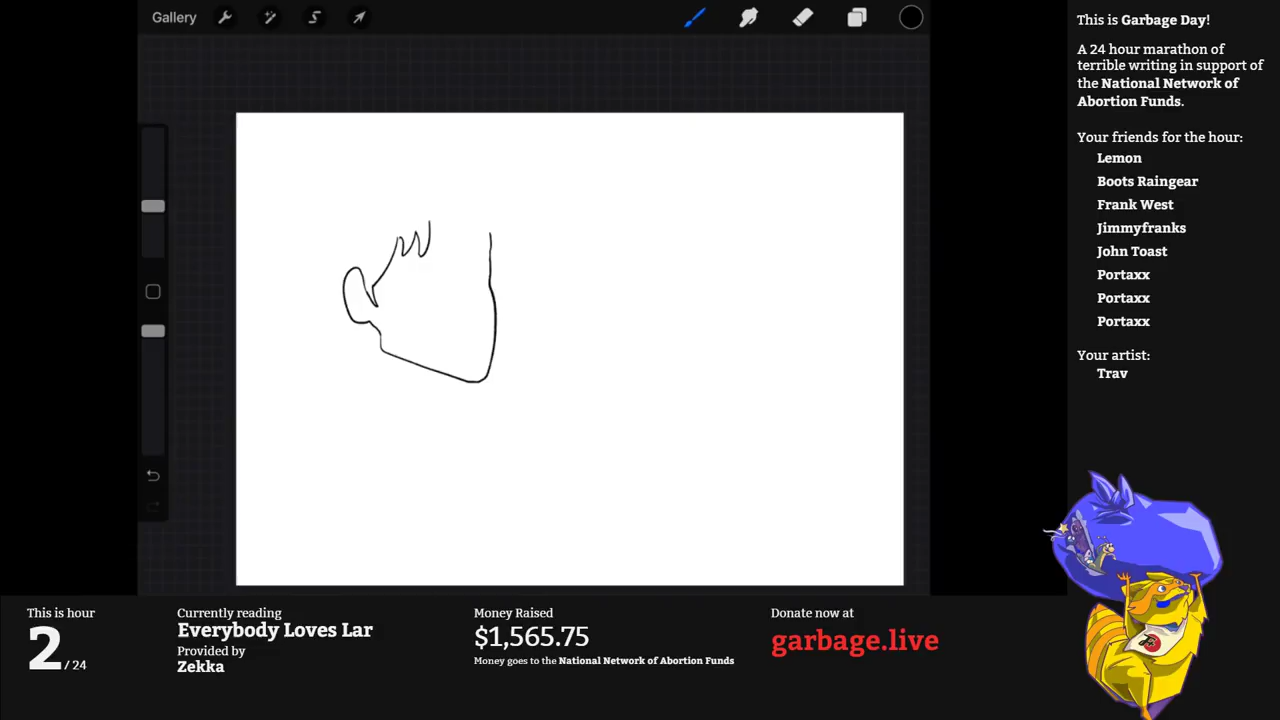 Gallery
This is Garbage Day!
A 24 hour marathon of
terrible writing in support of
the National Network of
Abortion Funds.
Your friends for the hour:
Lemon
Boots Raingear
Frank West
Jimmyfranks
John Toast
Portaxx
Portaxx
Portaxx
Your artist:
Trav
This is hour
2 / 24
Currently reading
Everybody Loves Lar
Provided by
Zekka
Money Raised
$1,565.75
Money goes to the National Network of Abortion Funds
Donate now at
garbage.live